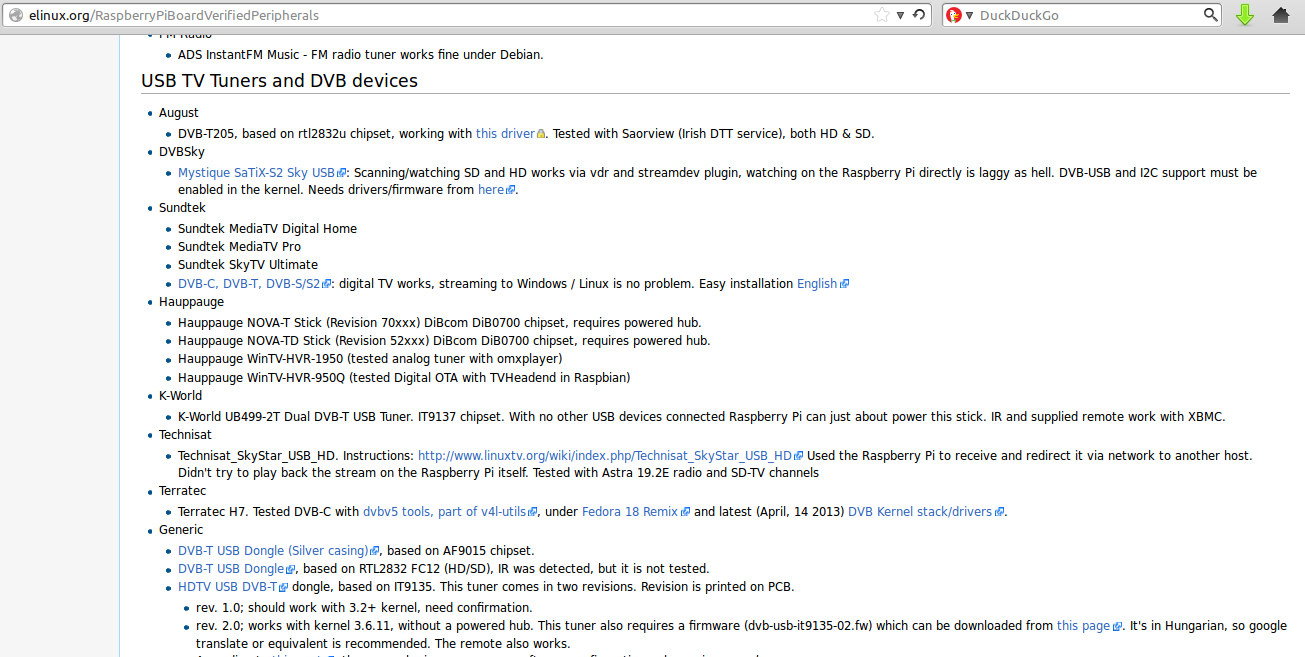 elinux.org/RaspberryPiBoardVerifiedPeripherals
DuckDuckGo
FM Radio
ADS InstantFM Music - FM radio tuner works fine under Debian.
USB TV Tuners and DVB devices
August
DVB-T205, based on rtl2832u chipset, working with this driver. Tested with Saorview (Irish DTT service), both HD & SD.
DVBSky
Mystique SaTiX-S2 Sky USB: Scanning/watching SD and HD works via vdr and streamdev plugin, watching on the Raspberry Pi directly is laggy as hell. DVB-USB and I2C support must be
enabled in the kernel. Needs drivers/firmware from here.
Sundtek
Sundtek MediaTV Digital Home
Sundtek MediaTV Pro
Sundtek SkyTV Ultimate
DVB-C, DVB-T, DVB-S/S2: digital TV works, streaming to Windows / Linux is no problem. Easy installation English
Hauppauge
Hauppauge NOVA-T Stick (Revision 70xxx) DiBcom DiB0700 chipset, requires powered hub.
Hauppauge NOVA-TD Stick (Revision 52xxx) DiBcom DiB0700 chipset, requires powered hub.
Hauppauge WinTV-HVR-1950 (tested analog tuner with omxplayer)
Hauppauge WinTV-HVR-950Q (tested Digital OTA with TVHeadend in Raspbian)
K-World
K-World UB499-2T Dual DVB-T USB Tuner. IT9137 chipset. With no other USB devices connected Raspberry Pi can just about power this stick. IR and supplied remote work with XBMC.
Technisat
Technisat_SkyStar_USB_HD. Instructions: http://www.linuxtv.org/wiki/index.php/Technisat_SkyStar_USB_HD Used the Raspberry Pi to receive and redirect it via network to another host.
Didn't try to play back the stream on the Raspberry Pi itself. Tested with Astra 19.2E radio and SD-TV channels
Terratec
Terratec H7. Tested DVB-C with dvbv5 tools, part of v4l-utils, under Fedora 18 Remix and latest (April, 14 2013) DVB Kernel stack/drivers.
Generic
DVB-T USB Dongle (Silver casing), based on AF9015 chipset.
DVB-T USB Dongle, based on RTL2832 FC12 (HD/SD), IR was detected, but it is not tested.
HDTV USB DVB-T dongle, based on IT9135. This tuner comes in two revisions. Revision is printed on PCB.
rev. 1.0; should work with 3.2+ kernel, need confirmation.
rev. 2.0; works with kernel 3.6.11, without a powered hub. This tuner also requires a firmware (dvb-usb-it9135-02.fw) which can be downloaded from this page. It's in Hungarian, so google
translate or equivalent is recommended. The remote also works.